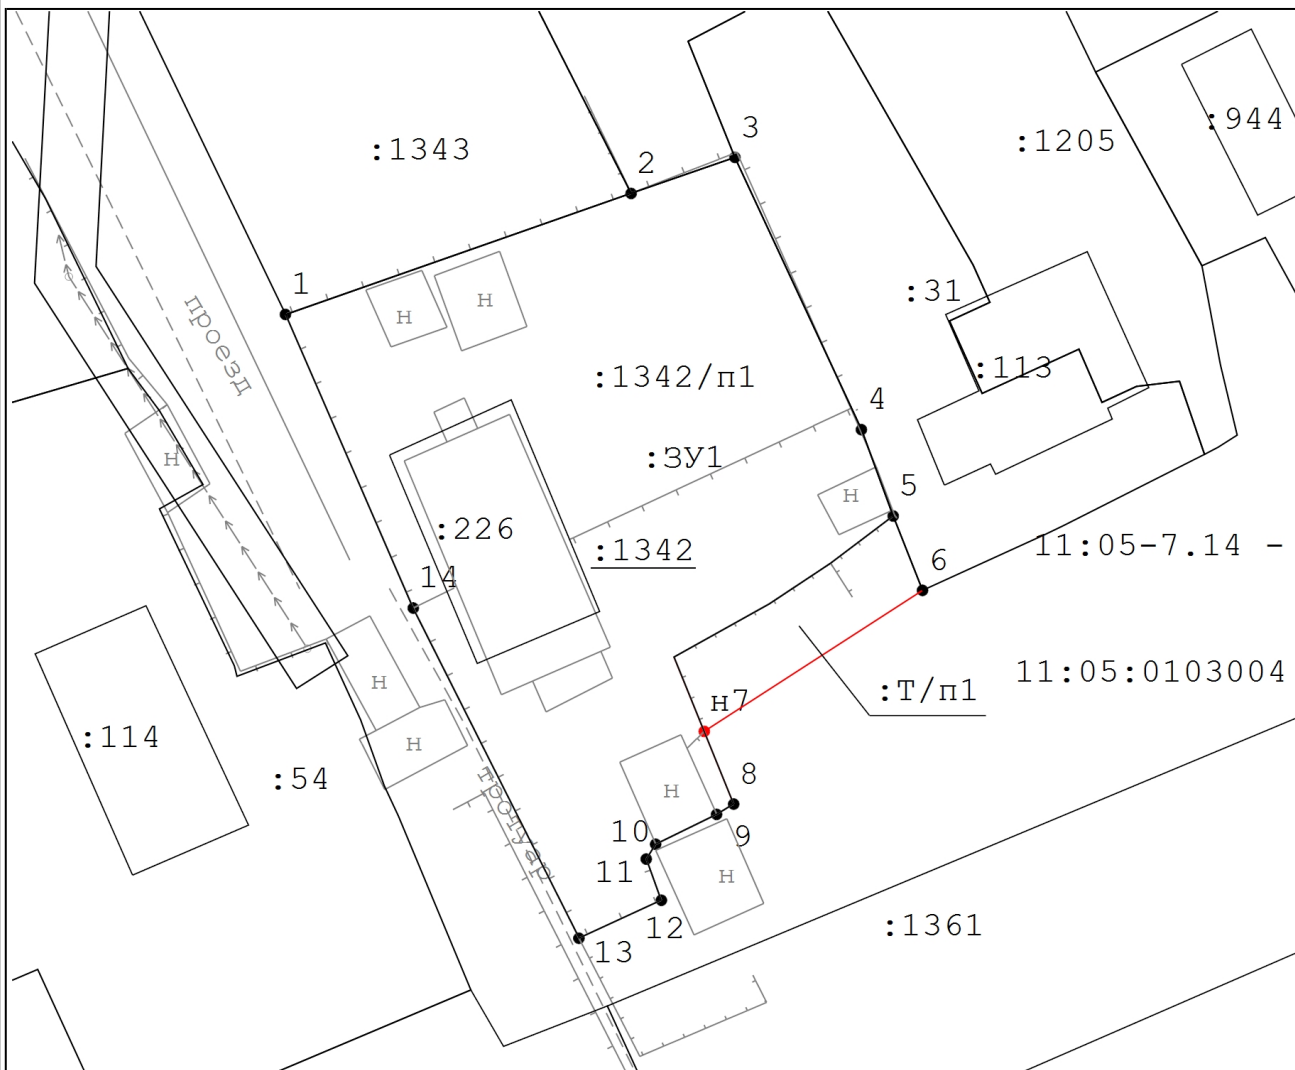 :944
3
:1205
:1343
2
1
:31
н
н
проезд
:113
:1342/п1
4
:ЗУ1
н
5
н
:226
:1342
11:05-7.14 -
6
14
11:05:0103004
н
:Т/п1
н7
:114
н
:54
8
тротуар
н
10
9
11
н
12
:1361
13